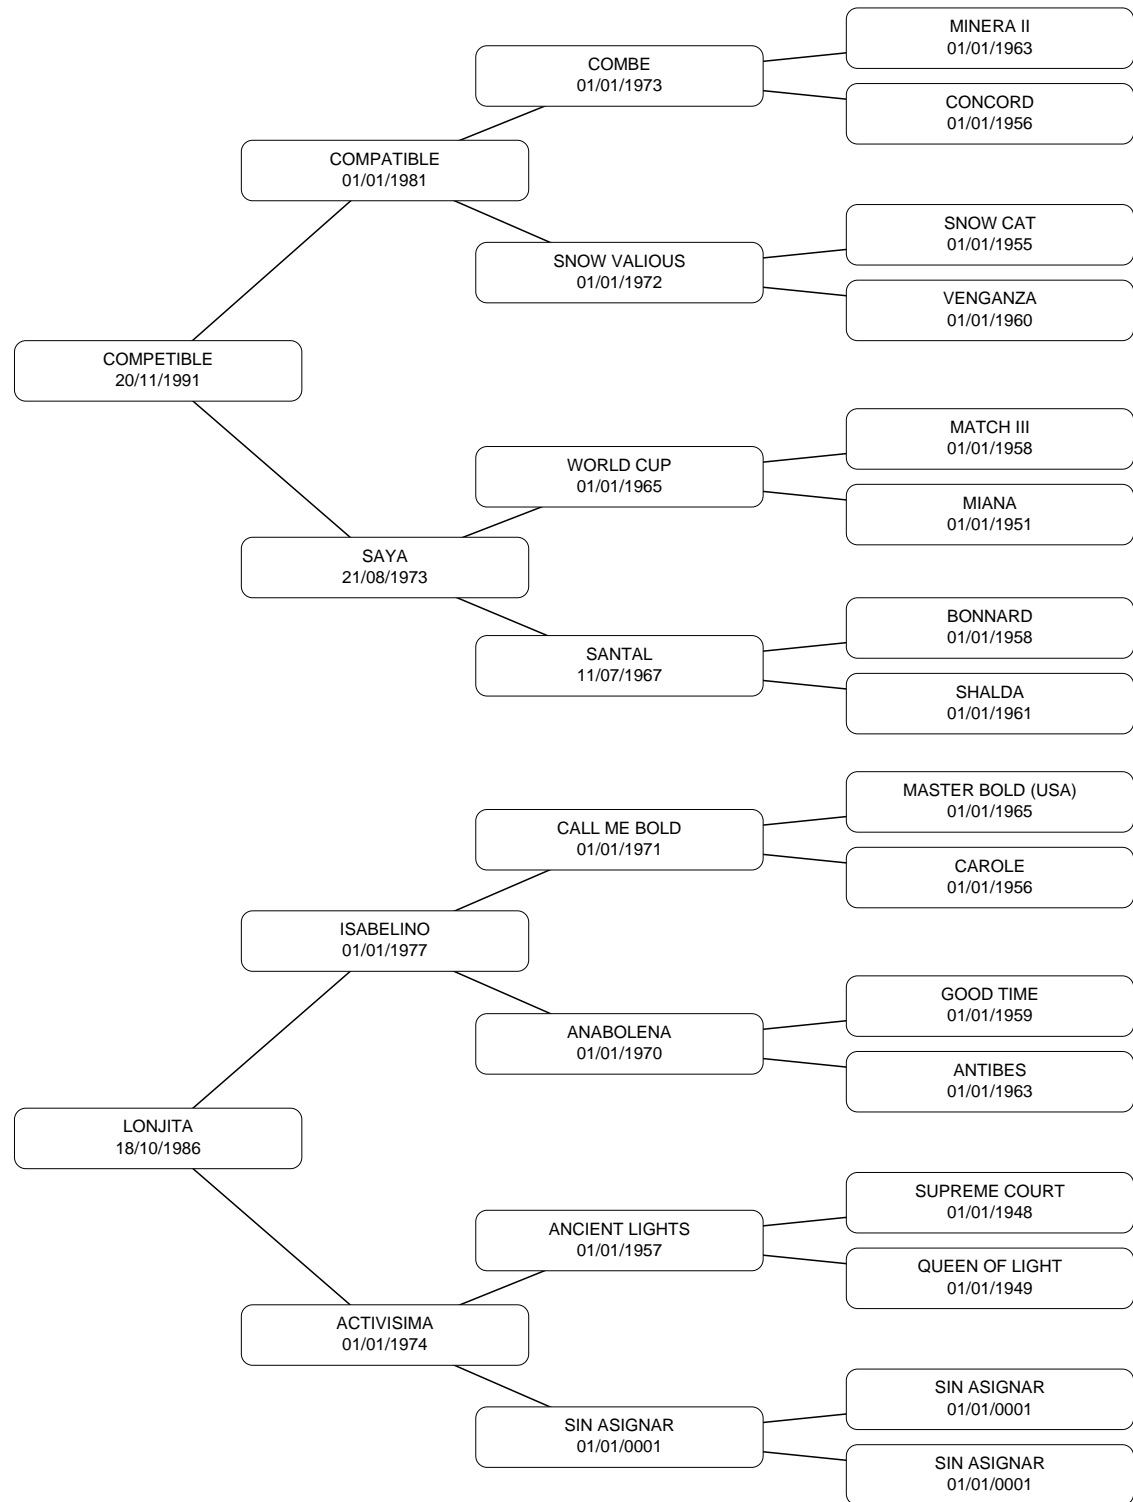 MINERA II
01/01/1963
COMBE
01/01/1973
CONCORD
01/01/1956
COMPATIBLE
01/01/1981
SNOW CAT
01/01/1955
SNOW VALIOUS
01/01/1972
VENGANZA
01/01/1960
COMPETIBLE
20/11/1991
MATCH III
01/01/1958
WORLD CUP
01/01/1965
MIANA
01/01/1951
SAYA
21/08/1973
BONNARD
01/01/1958
SANTAL
11/07/1967
SHALDA
01/01/1961
MASTER BOLD (USA)
01/01/1965
CALL ME BOLD
01/01/1971
CAROLE
01/01/1956
ISABELINO
01/01/1977
GOOD TIME
01/01/1959
ANABOLENA
01/01/1970
ANTIBES
01/01/1963
LONJITA
18/10/1986
SUPREME COURT
01/01/1948
ANCIENT LIGHTS
01/01/1957
QUEEN OF LIGHT
01/01/1949
ACTIVISIMA
01/01/1974
SIN ASIGNAR
01/01/0001
SIN ASIGNAR
01/01/0001
SIN ASIGNAR
01/01/0001